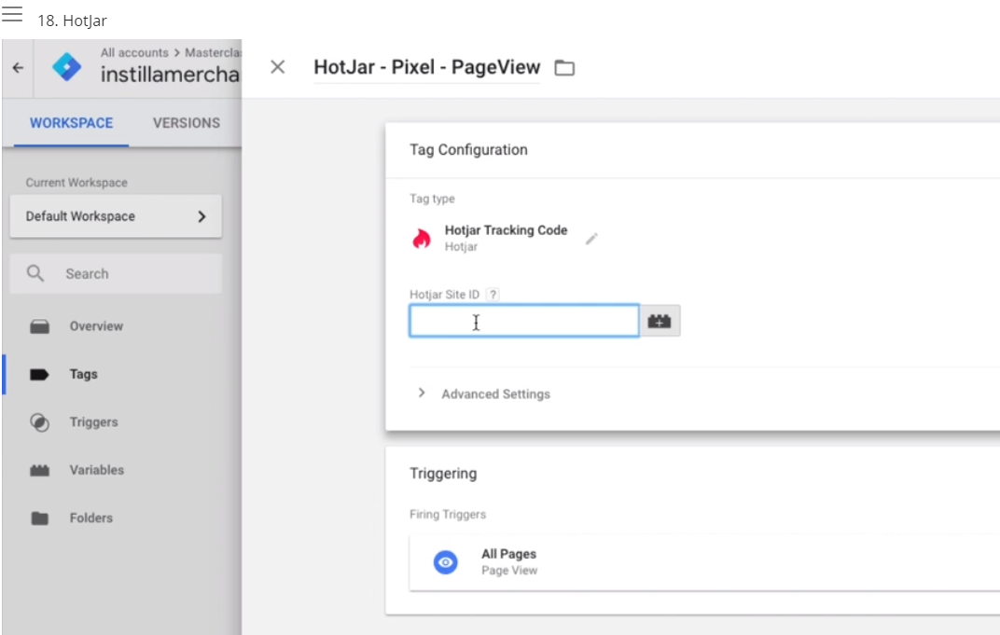 18. HotJar
All accounts > Mastercla
instillamercha
HotJar - Pixel - PageView
WORKSPACE VERSIONS
Current Workspace
Default Workspace
Search
Overview
Tags
Triggers
Variables
Folders
Tag Configuration
Tag type
Hotjar Tracking Code
Hotjar
Hotjar Site ID ?
Advanced Settings
Triggering
Firing Triggers
All Pages
Page View